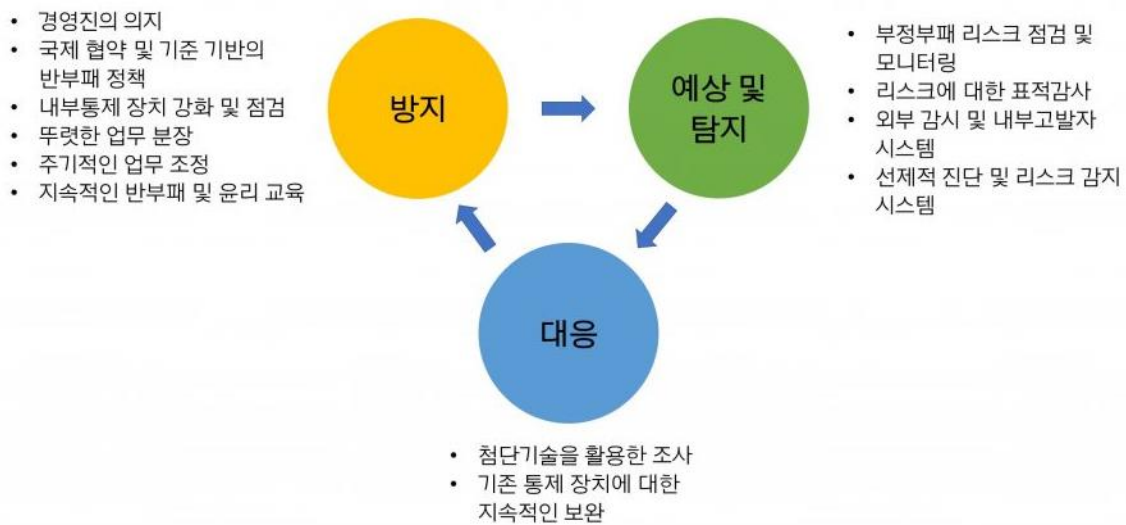 • 경영진의 의지
• 국제 협약 및 기준 기반의
반부패 정책
• 내부통제 장치 강화 및 점검
• 뚜렷한 업무 분장
• 주기적인 업무 조정
• 지속적인 반부패 및 윤리 교육
방지
예상 및
탐지
• 부정부패 리스크 점검 및
모니터링
• 리스크에 대한 표적감사
• 외부 감시 및 내부고발자
시스템
• 선제적 진단 및 리스크 감지
시스템
대응
• 첨단기술을 활용한 조사
• 기존 통제 장치에 대한
지속적인 보완